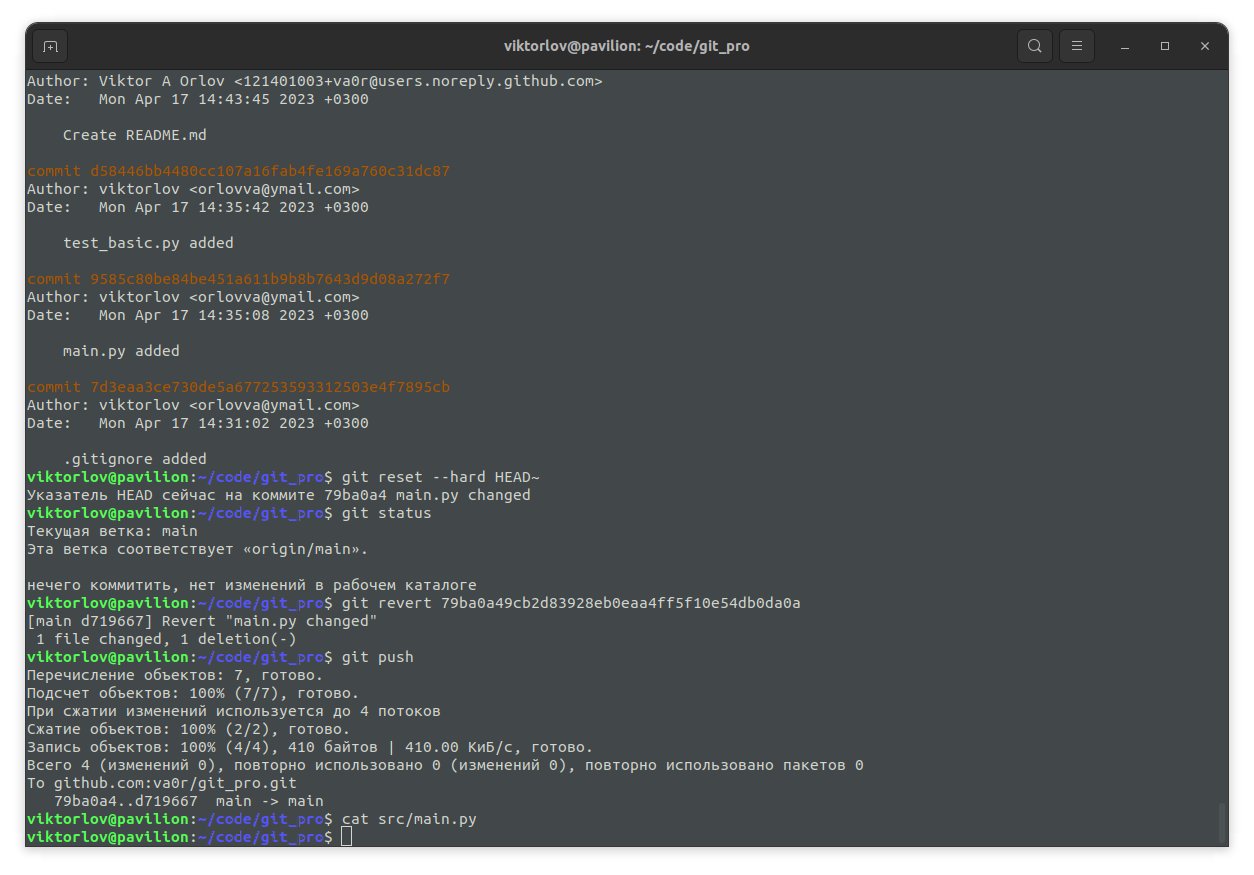 viktorlov@pavilion: ~/code/git_pro
Author: Viktor A Orlov <121401003+va0r@users.noreply.github.com>
Date:   Mon Apr 17 14:43:45 2023 +0300
    Create README.md
commit d58446bb4480cc107a16fab4fe169a760c31dc87
Author: viktorlov <orlovva@ymail.com>
Date:   Mon Apr 17 14:35:42 2023 +0300
    test_basic.py added
commit 9585c80be84be451a611b9b8b7643d9d08a272f7
Author: viktorlov <orlovva@ymail.com>
Date:   Mon Apr 17 14:35:08 2023 +0300
    main.py added
commit 7d3eaa3ce730de5a677253593312503e4f7895cb
Author: viktorlov <orlovva@ymail.com>
Date:   Mon Apr 17 14:31:02 2023 +0300
    .gitignore added
viktorlov@pavilion:~/code/git_pro$ git reset --hard HEAD~
Указатель HEAD сейчас на коммите 79ba0a4 main.py changed
viktorlov@pavilion:~/code/git_pro$ git status
Текущая ветка: main
Эта ветка соответствует «origin/main».
нечего коммитить, нет изменений в рабочем каталоге
viktorlov@pavilion:~/code/git_pro$ git revert 79ba0a49cb2d83928eb0eaa4ff5f10e54db0da0a
[main d719667] Revert "main.py changed"
 1 file changed, 1 deletion(-)
viktorlov@pavilion:~/code/git_pro$ git push
Перечисление объектов: 7, готово.
Подсчет объектов: 100% (7/7), готово.
При сжатии изменений используется до 4 потоков
Сжатие объектов: 100% (2/2), готово.
Запись объектов: 100% (4/4), 410 байтов | 410.00 КиБ/с, готово.
Всего 4 (изменений 0), повторно использовано 0 (изменений 0), повторно использовано пакетов 0
To github.com:va0r/git_pro.git
   79ba0a4..d719667  main -> main
viktorlov@pavilion:~/code/git_pro$ cat src/main.py
viktorlov@pavilion:~/code/git_pro$